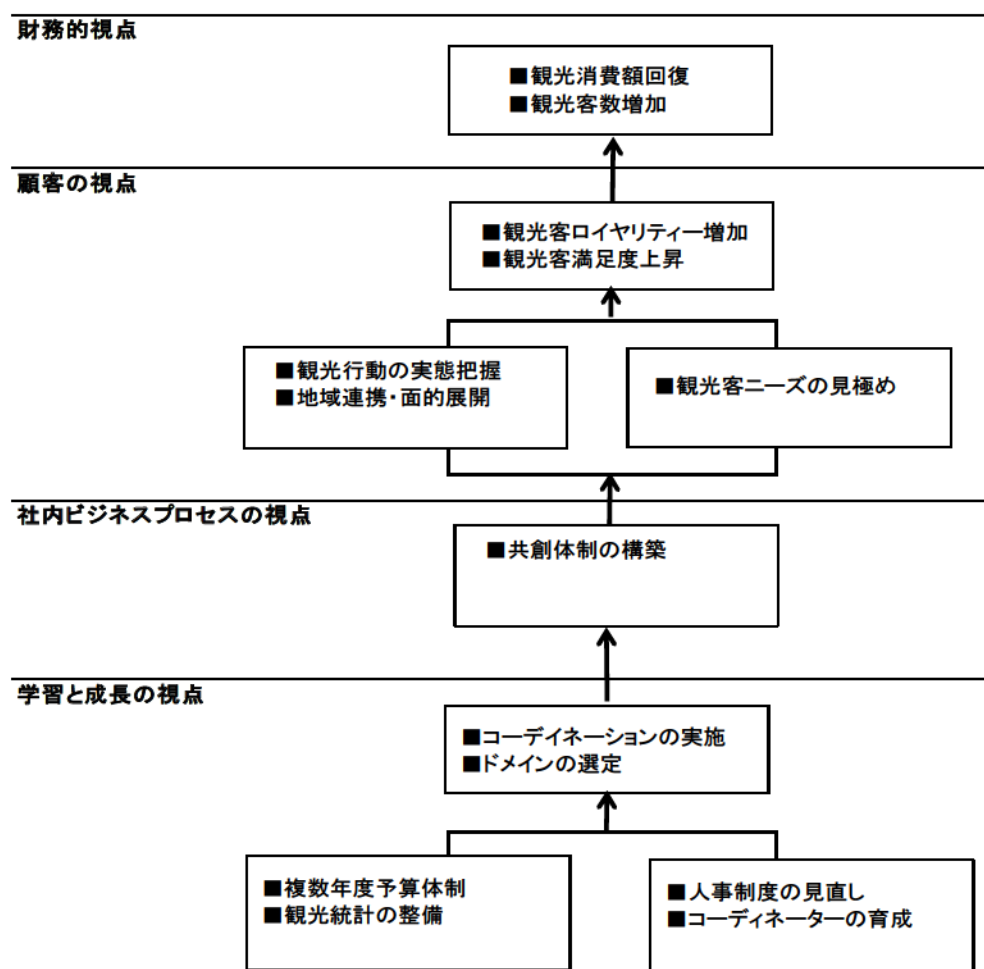 財務的視点
■観光消費額回復
■観光客数増加
顧客の視点
■観光客ロイヤリティー増加
■観光客満足度上昇
■観光行動の実態把握
■地域連携・面的展開
■観光客ニーズの見極め
社内ビジネスプロセスの視点
■共創体制の構築
学習と成長の視点
■コーデイネーションの実施
■ドメインの選定
■複数年度予算体制
■観光統計の整備
■人事制度の見直し
■コーディネーターの育成